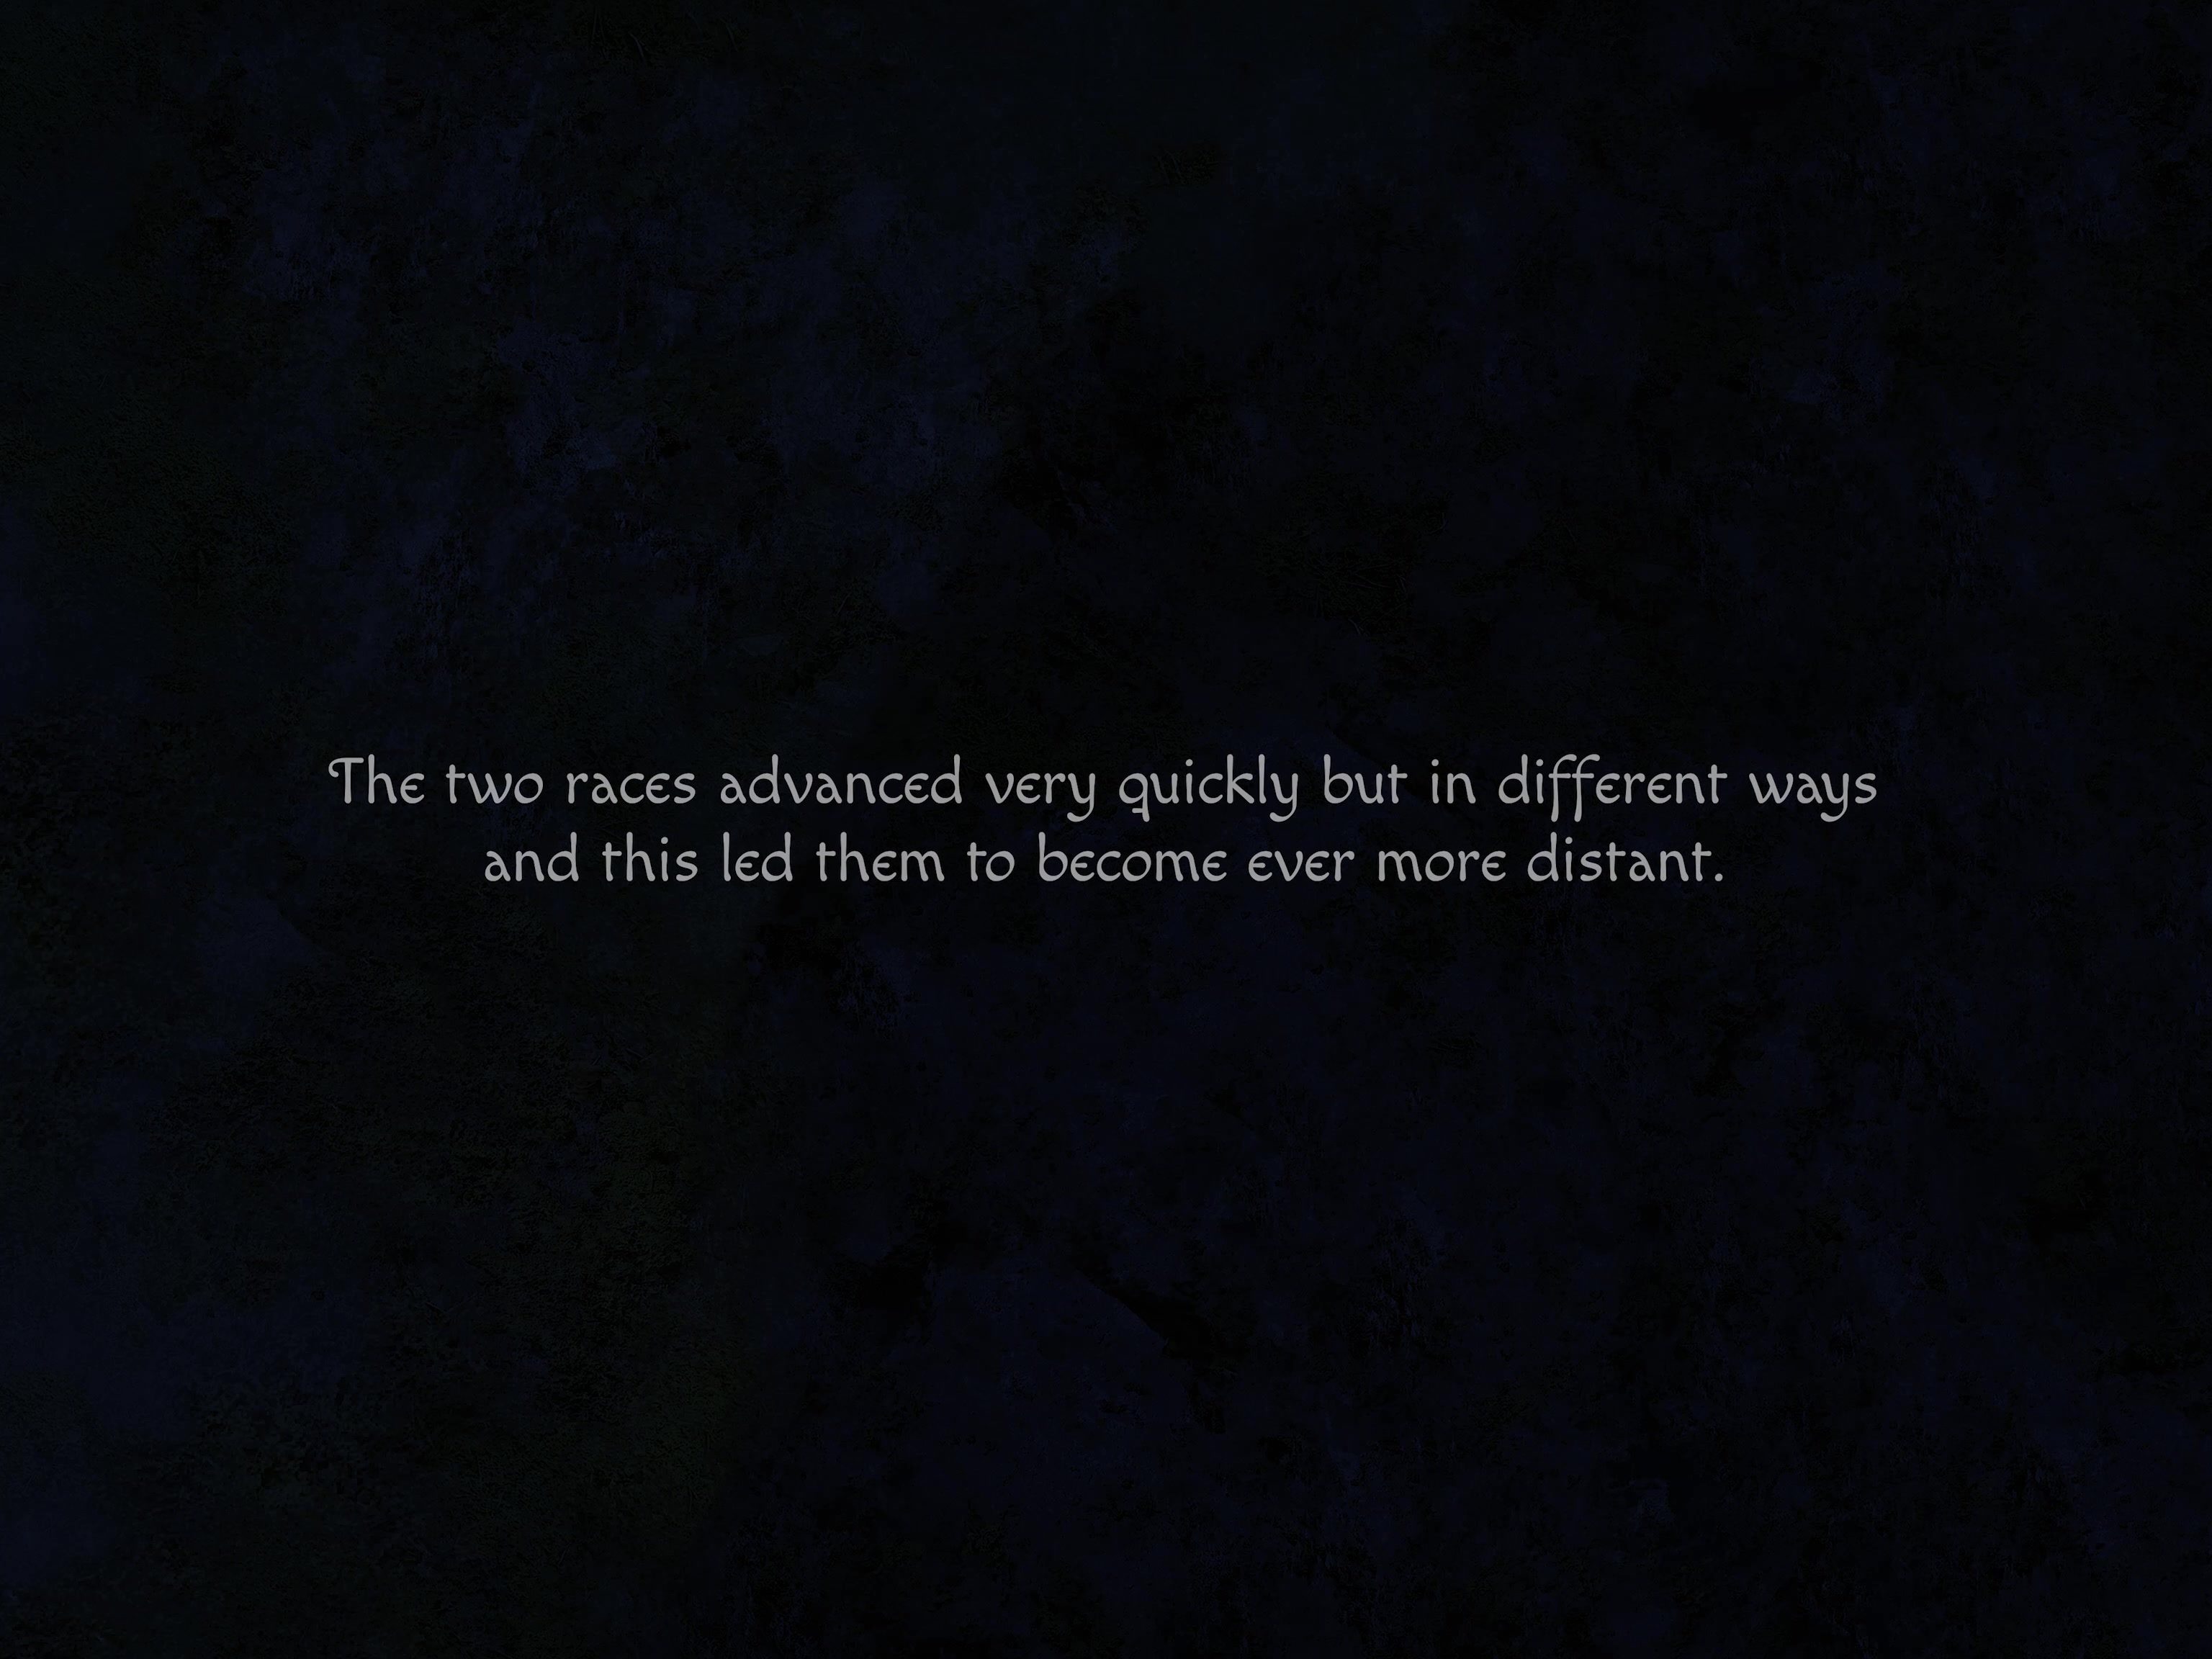 The two races advanced very quickly but in different ways
and this led them to become ever more distant.